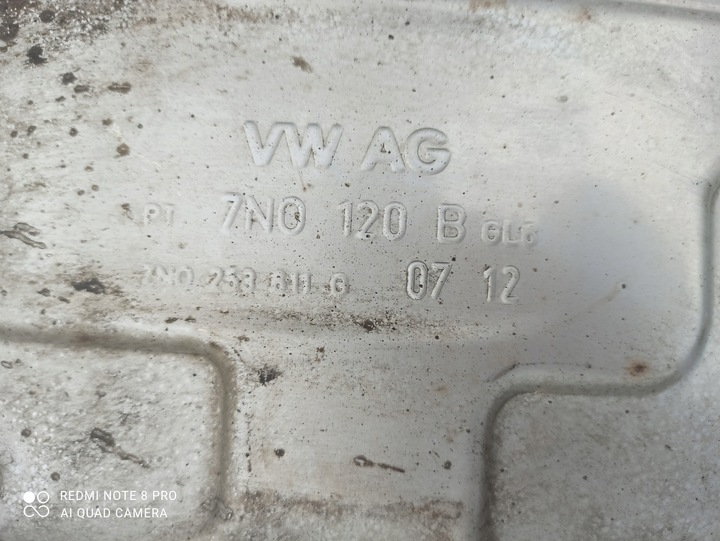 VW AG
PT 7N0 120 B GLG
7N0 253 611 G 07 12
REDMI NOTE 8 PRO
AI QUAD CAMERA